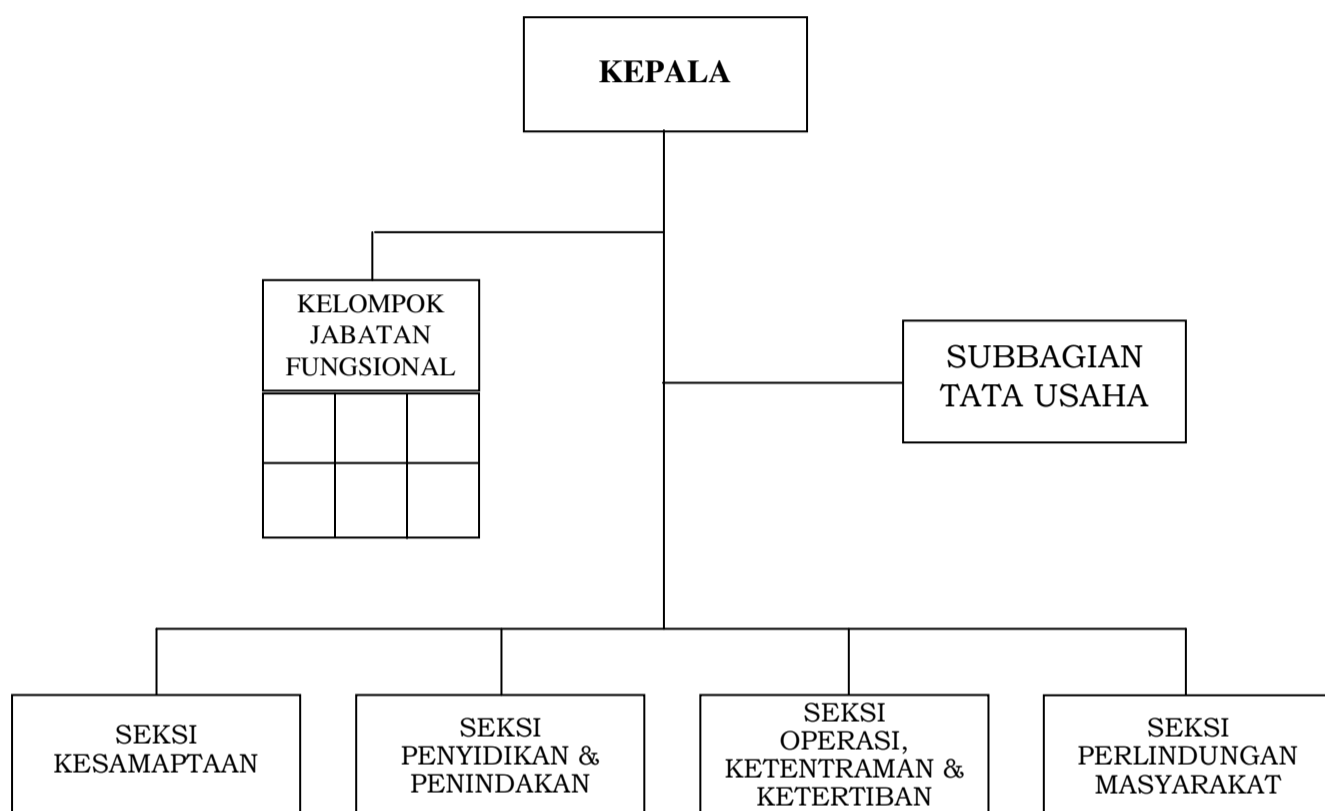 KEPALA
KELOMPOK
JABATAN
FUNGSIONAL
SUBBAGIAN
TATA USAHA
SEKSI
KESAMAPTAAN
SEKSI
PENYIDIKAN &
PENINDAKAN
SEKSI
OPERASI,
KETENTRAMAN &
KETERTIBAN
SEKSI
PERLINDUNGAN
MASYARAKAT